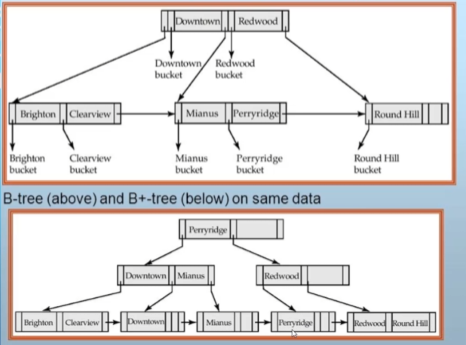 Downtown Redwood
Downtown Redwood
bucket bucket
Brighton Clearview Mianus Perryridge Round Hill
Brighton Clearview Mianus Perryridge Round Hill
bucket bucket bucket bucket bucket
B-tree (above) and B+-tree (below) on same data
Perryridge
Downtown Mianus Redwood
Brighton Clearview Downtown Mianus Perryridge Redwood Round Hill